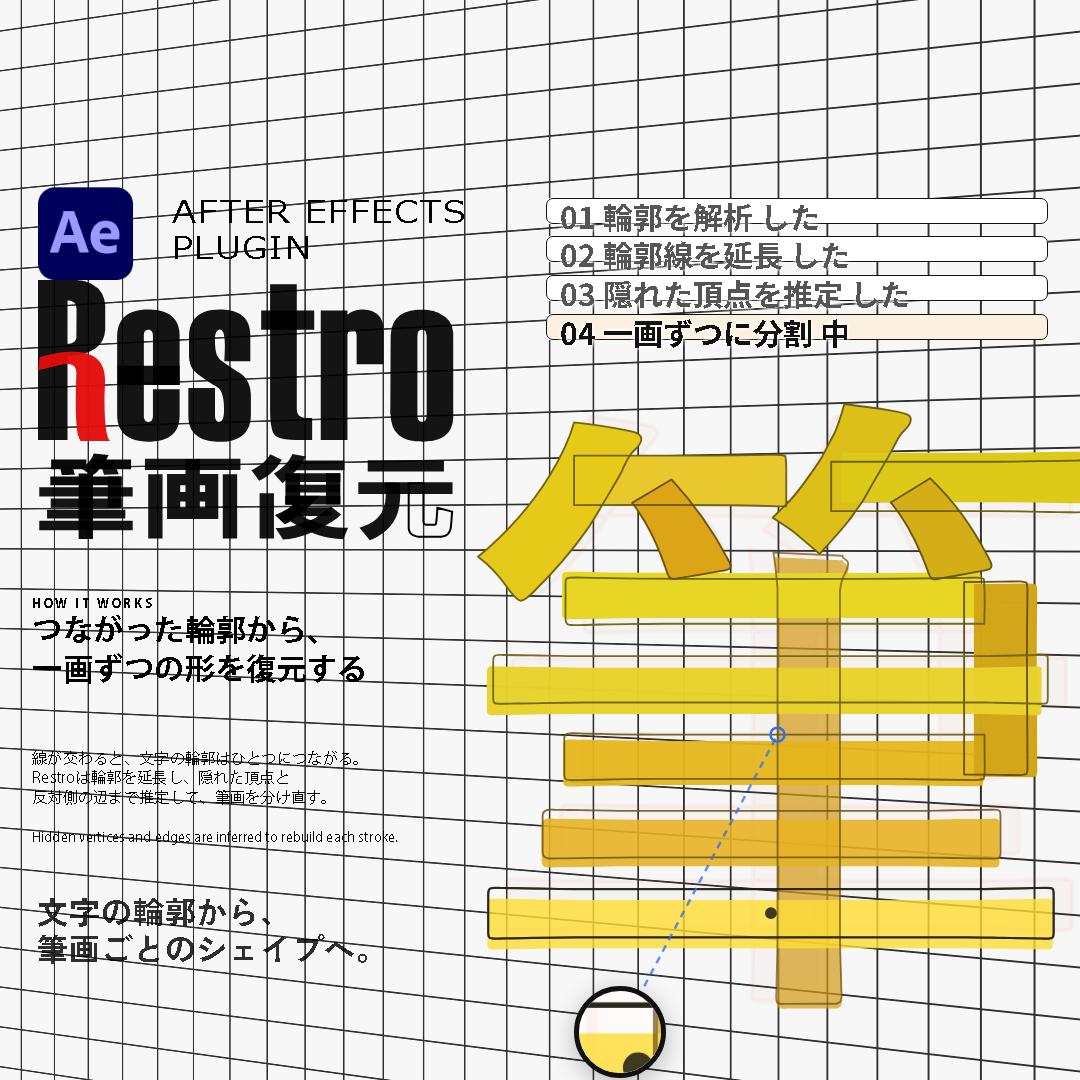 Ae
AFTER EFFECTS
PLUGIN
Restro
筆画復元
01 輪郭を解析 した
02 輪郭線を延長 した
03 隠れた頂点を推定 した
04 一画ずつに分割 中
筆
HOW IT WORKS
つながった輪郭から、
一画ずつの形を復元する
線が交わると、文字の輪郭はひとつにつながる。
Restroは輪郭を延長し、隠れた頂点と
反対側の辺まで推定して、筆画を分け直す。
Hidden vertices and edges are inferred to rebuild each stroke.
文字の輪郭から、
筆画ごとのシェイプへ。